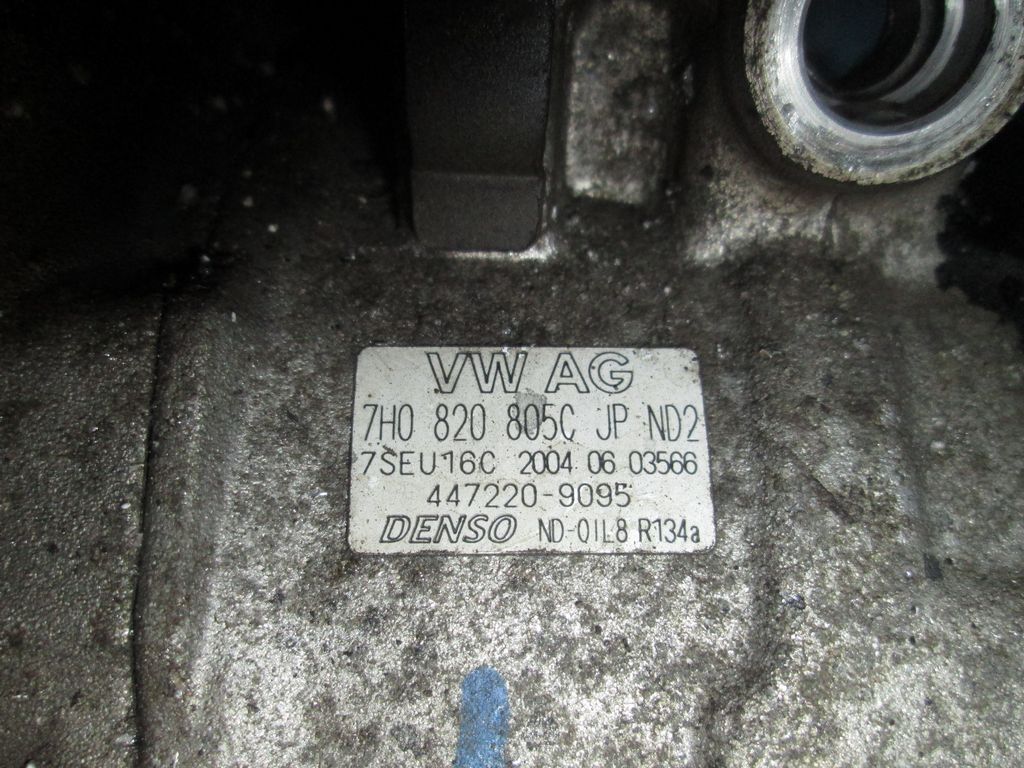 VW AG
7H0 820 805C JP ND2
7SEU16C 2004 06 03566
447220-9095
DENSO ND-OIL8 R134a